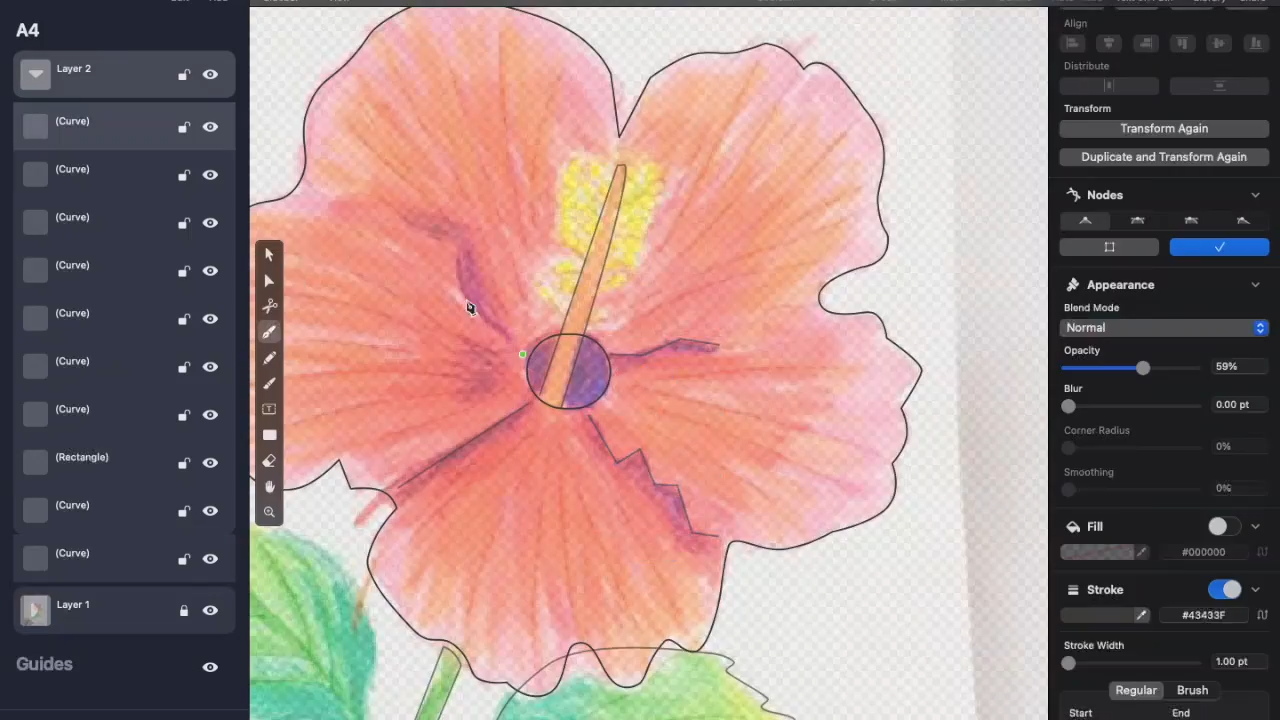 A4
Layer 2
(Curve)
(Curve)
(Curve)
(Curve)
(Curve)
(Curve)
(Curve)
(Rectangle)
(Curve)
(Curve)
Layer 1
Guides
T
Align
Distribute
Transform
Transform Again
Duplicate and Transform Again
Nodes
Appearance
Blend Mode
Normal
Opacity
59%
Blur
0.00 pt
Corner Radius
0%
Smoothing
0%
Fill
#000000
Stroke
#43433F
Stroke Width
1.00 pt
Regular Brush
Start End